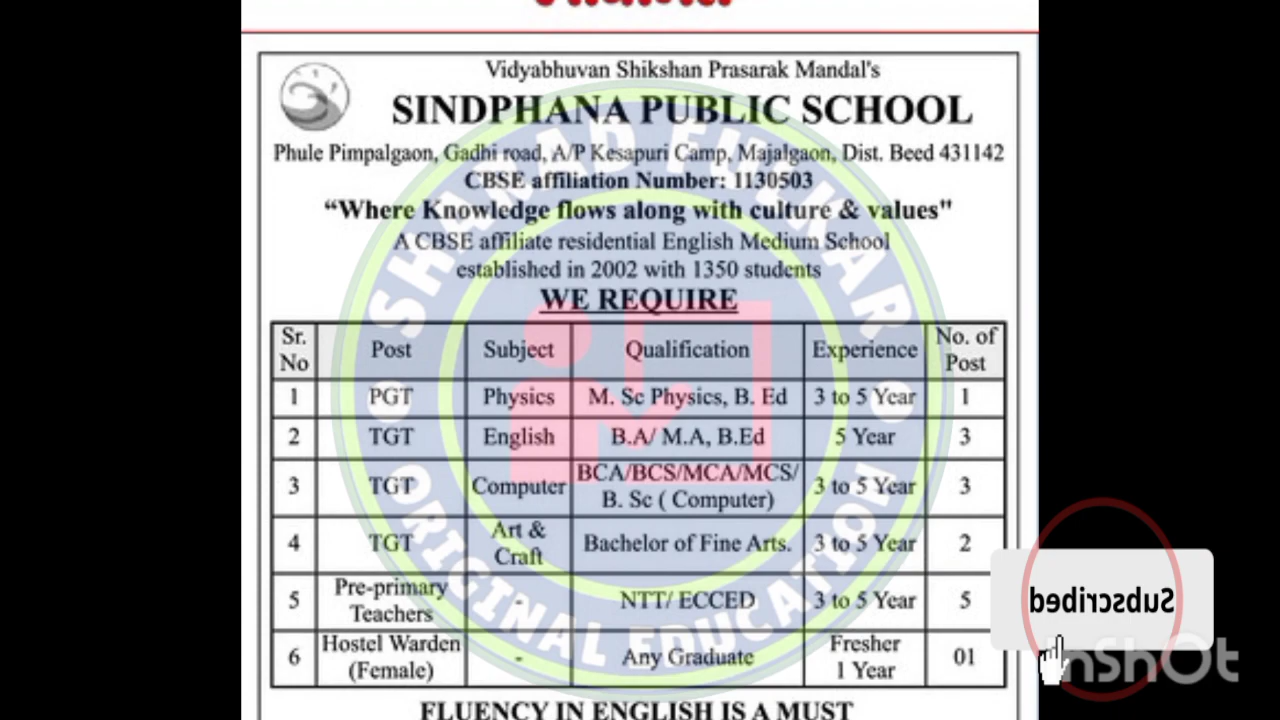 Vidyabhuvan Shikshan Prasarak Mandal's
SINDPHANA PUBLIC SCHOOL
Phule Pimpalgaon, Gadhi road, A/P Kesapuri Camp, Majalgaon, Dist. Beed 431142
CBSE affiliation Number: 1130503
“Where Knowledge flows along with culture & values"
A CBSE affiliate residential English Medium School
established in 2002 with 1350 students
WE REQUIRE
Sr. No Post Subject Qualification Experience No. of Post
1 PGT Physics M. Sc Physics, B. Ed 3 to 5 Year 1
2 TGT English B.A/ M.A, B.Ed 5 Year 3
3 TGT Computer BCA/BCS/MCA/MCS/ B. Sc ( Computer) 3 to 5 Year 3
4 TGT Art & Craft Bachelor of Fine Arts. 3 to 5 Year 2
5 Pre-primary Teachers - NTT/ ECCED 3 to 5 Year 5
6 Hostel Warden (Female) - Any Graduate Fresher 1 Year 01
FLUENCY IN ENGLISH IS A MUST
SHARAD FULKAR
ORIGINAL EDUCATION
Subscribed
InShOt